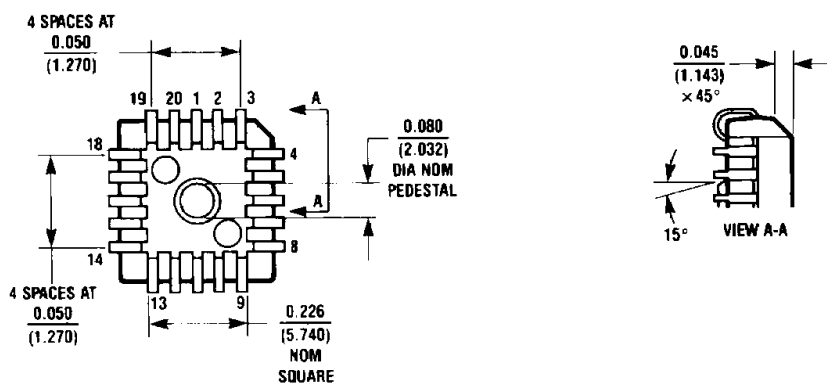 4 SPACES AT
0.050
(1.270)
19 20 1 2 3
A
18
4
A
14
8
13
9
4 SPACES AT
0.050
(1.270)
0.080
(2.032)
DIA NOM
PEDESTAL
0.226
(5.740)
NOM
SQUARE
0.045
(1.143)
× 45°
15°
VIEW A-A